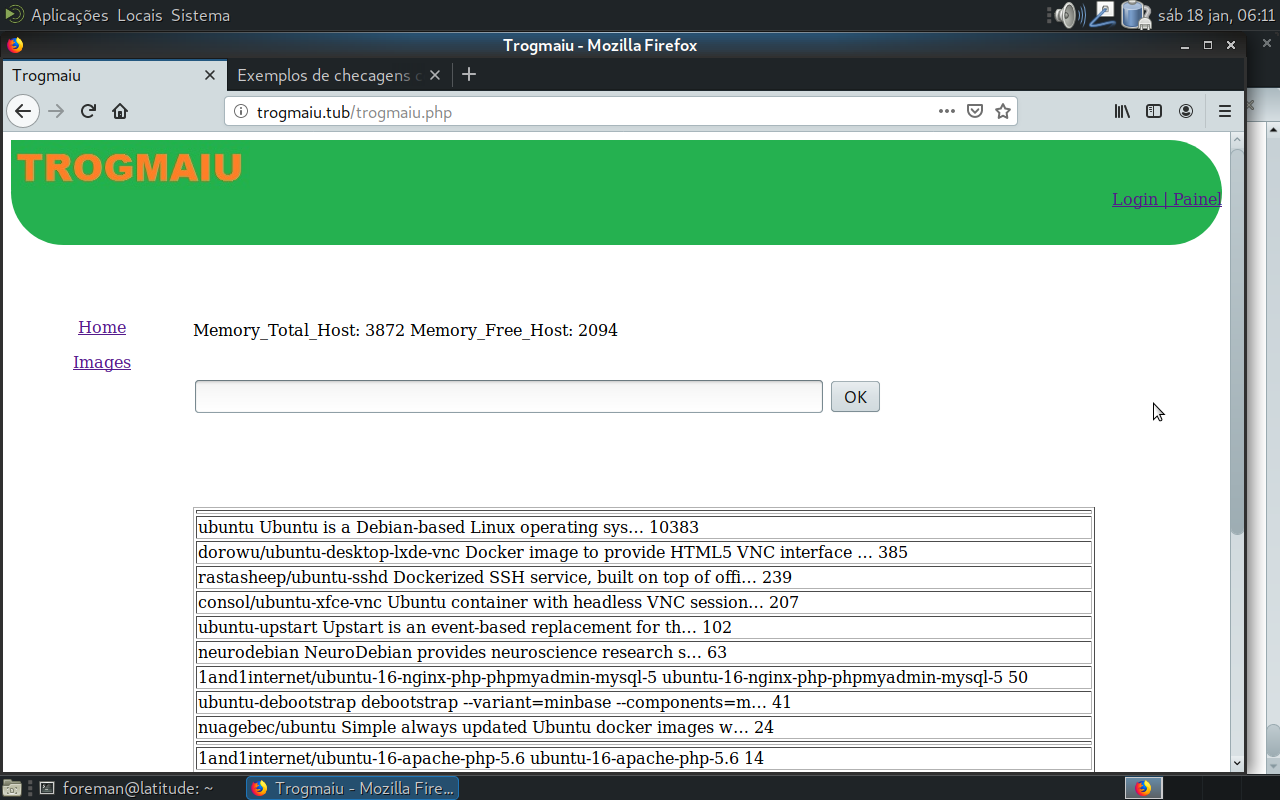 Aplicações Locais Sistema sáb 18 jan, 06:11
Trogmaiu - Mozilla Firefox
Trogmaiu Exemplos de checagens
trogmaiu.tub/trogmaiu.php
TROGMAIU
Login | Painel
Home
Memory_Total_Host: 3872 Memory_Free_Host: 2094
Images
OK
ubuntu Ubuntu is a Debian-based Linux operating sys… 10383
dorowu/ubuntu-desktop-lxde-vnc Docker image to provide HTML5 VNC interface … 385
rastasheep/ubuntu-sshd Dockerized SSH service, built on top of offi… 239
consol/ubuntu-xfce-vnc Ubuntu container with headless VNC session… 207
ubuntu-upstart Upstart is an event-based replacement for th… 102
neurodebian NeuroDebian provides neuroscience research s… 63
1and1internet/ubuntu-16-nginx-php-phpmyadmin-mysql-5 ubuntu-16-nginx-php-phpmyadmin-mysql-5 50
ubuntu-debootstrap debootstrap --variant=minbase --components=m… 41
nuagebec/ubuntu Simple always updated Ubuntu docker images w… 24
1and1internet/ubuntu-16-apache-php-5.6 ubuntu-16-apache-php-5.6 14
foreman@latitude: ~ Trogmaiu - Mozilla Fire...